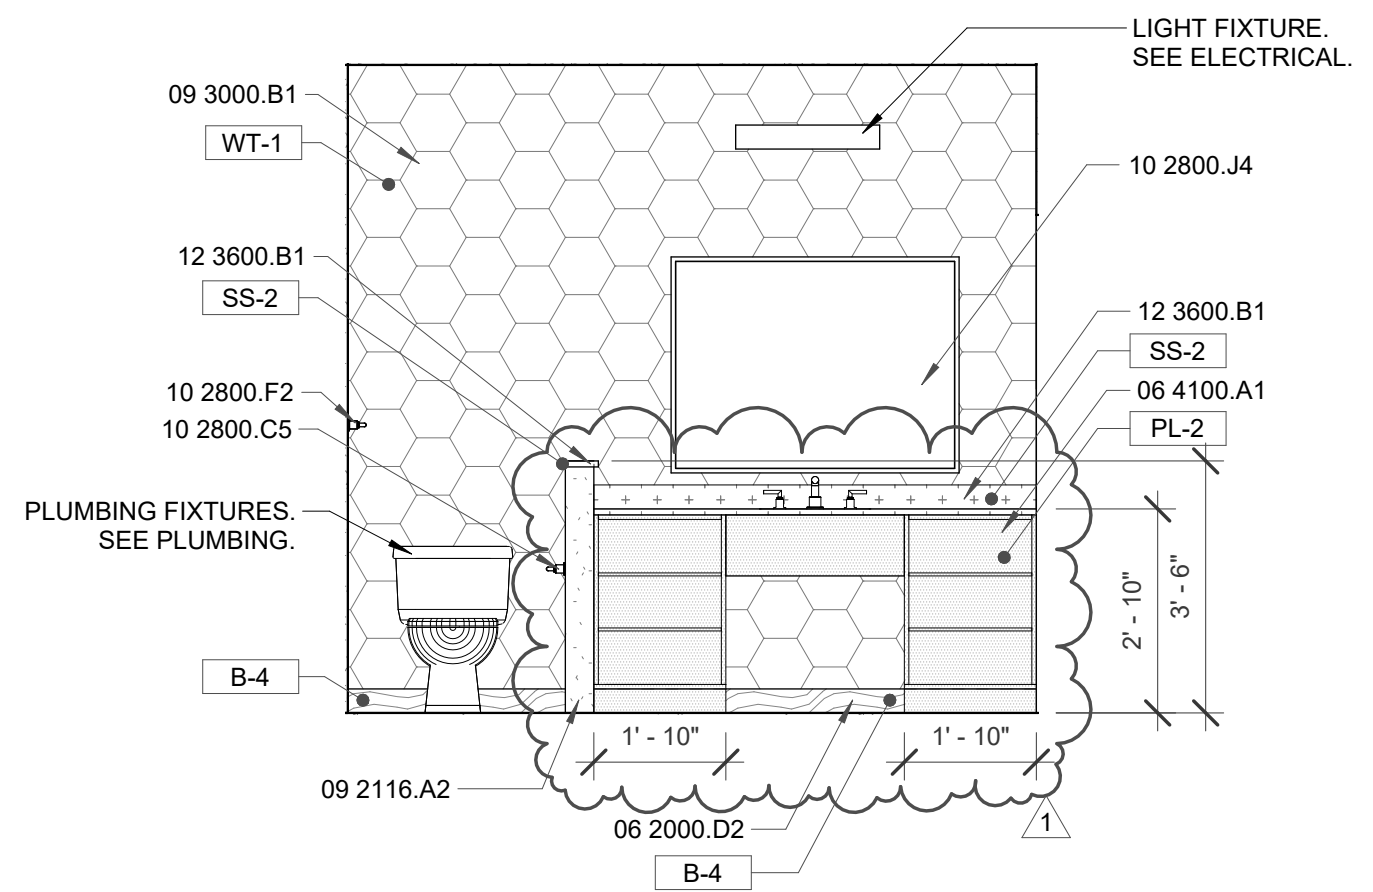 LIGHT FIXTURE.
SEE ELECTRICAL.
09 3000.B1
WT-1
10 2800.J4
12 3600.B1
SS-2
12 3600.B1
SS-2
06 4100.A1
PL-2
10 2800.F2
10 2800.C5
PLUMBING FIXTURES.
SEE PLUMBING.
2' - 10"
3' - 6"
B-4
1' - 10"
1' - 10"
09 2116.A2
06 2000.D2
B-4
1